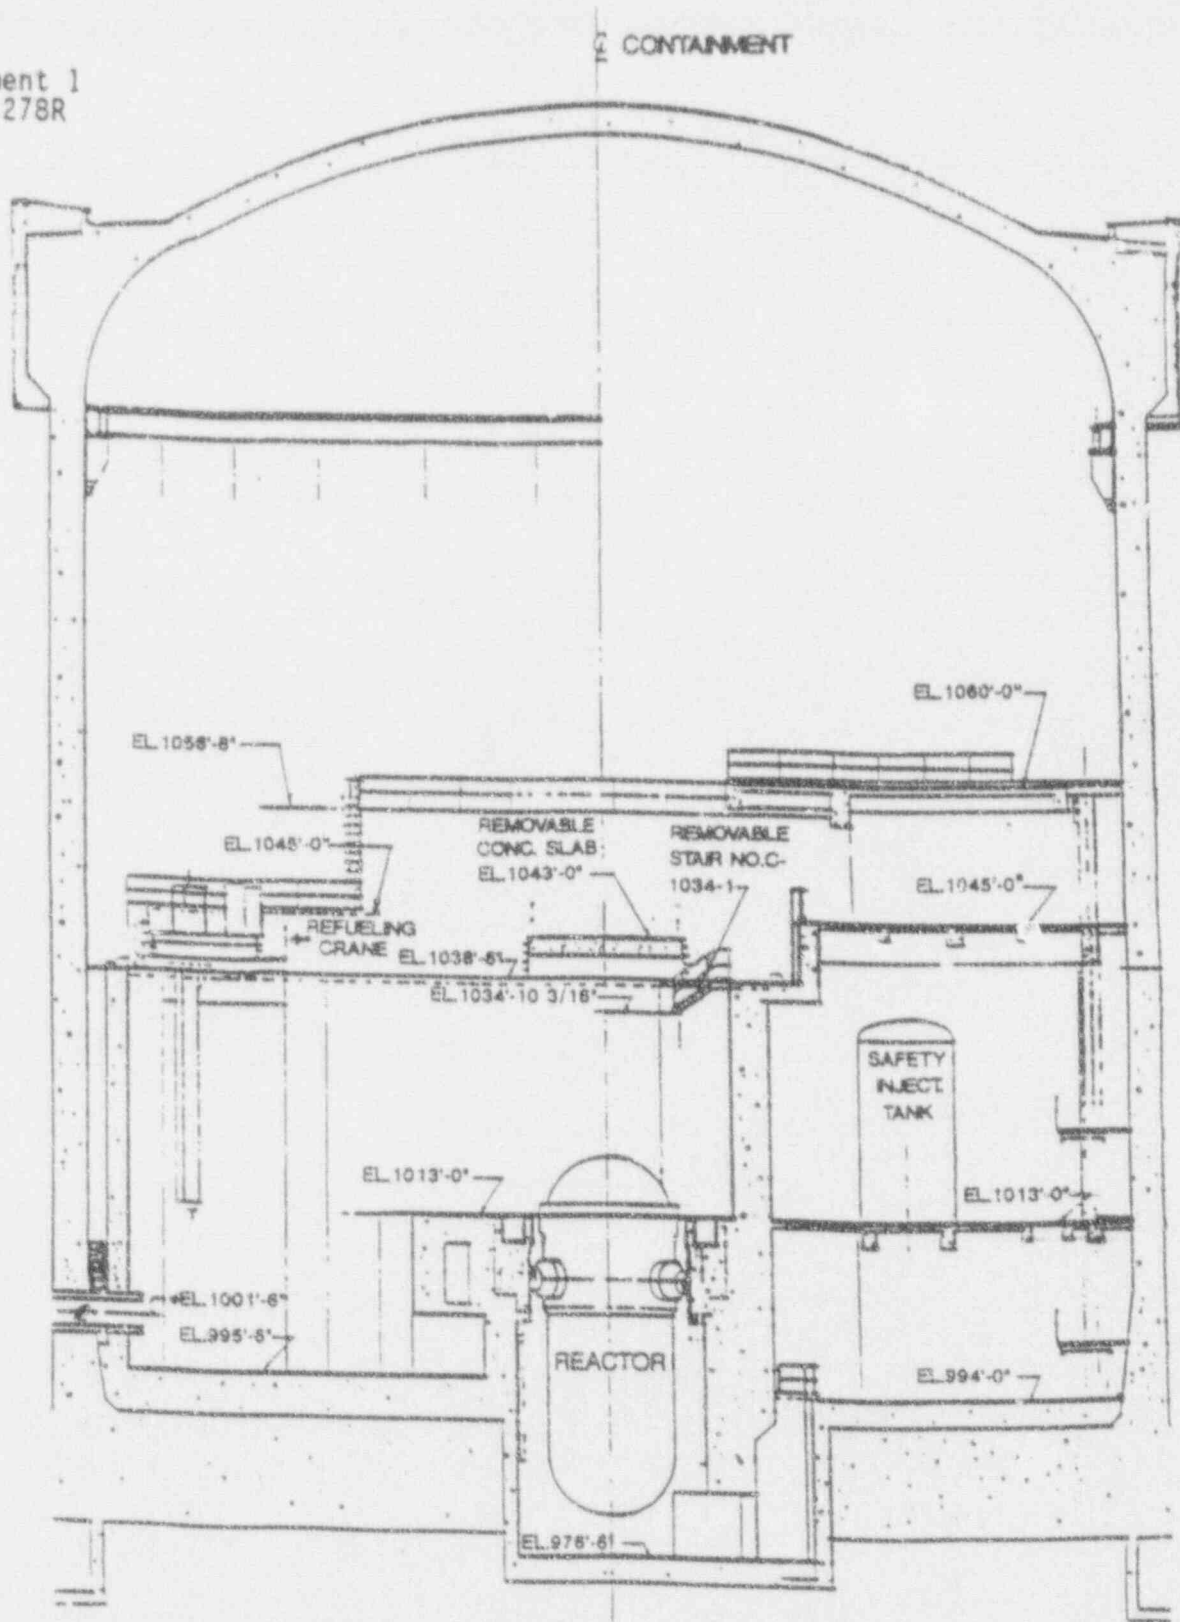 ℄ CONTAINMENT
ent 1
278R
EL. 1060'-0"
EL. 1056'-8"
REMOVABLE
CONC. SLAB
EL. 1043'-0"
REMOVABLE
STAIR NO.C-
1034-1
EL. 1045'-0"
EL. 1045'-0"
REFUELING
CRANE
EL. 1038'-6"
EL. 1034'-10 3/16"
SAFETY
INJECT.
TANK
EL. 1013'-0"
EL. 1013'-0"
EL. 1001'-6"
EL. 995'-6"
REACTOR
EL. 994'-0"
EL. 976'-6"